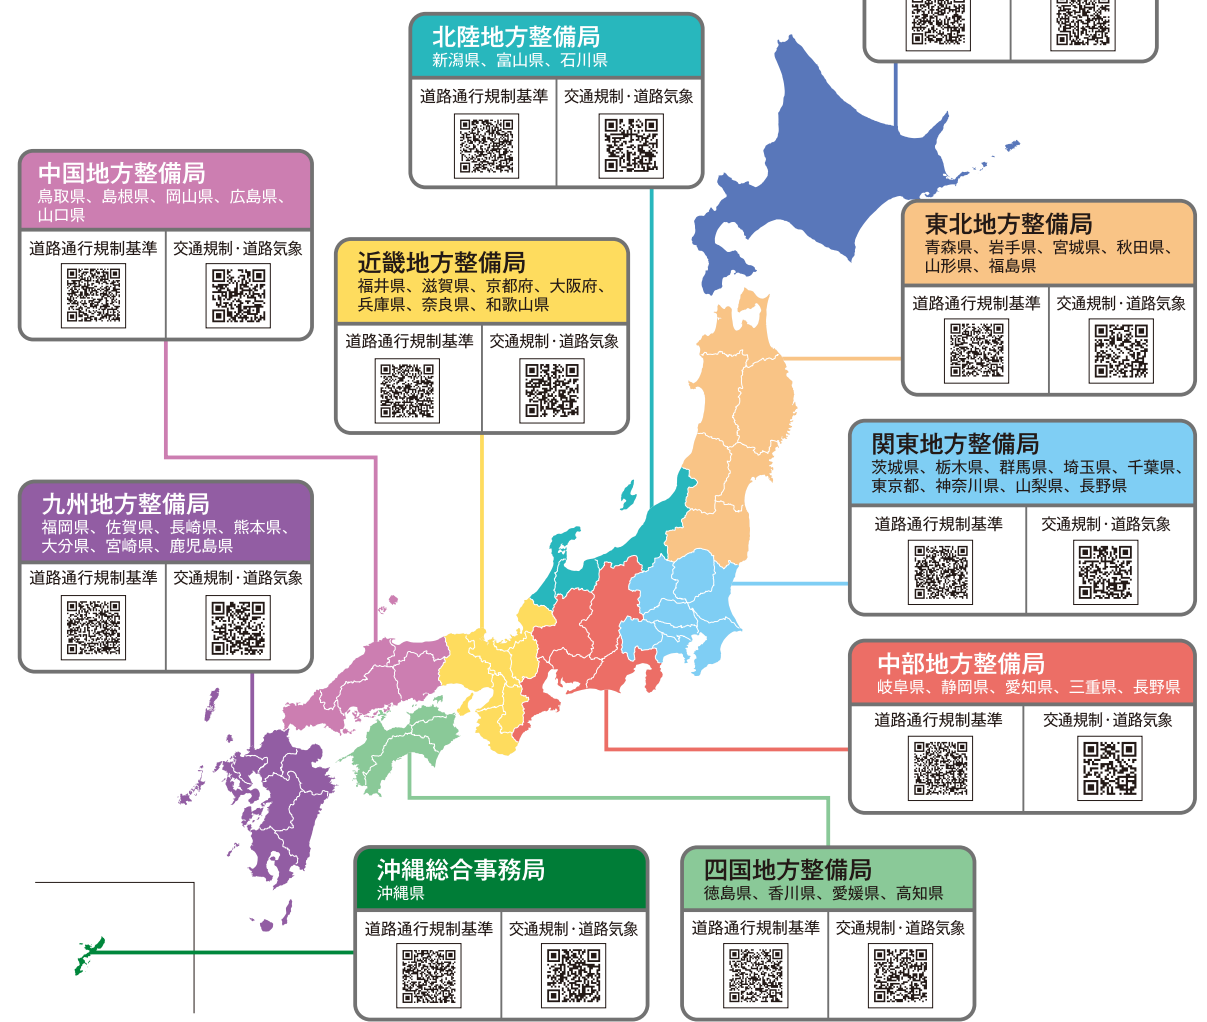 北陸地方整備局
新潟県、富山県、石川県
道路通行規制基準
交通規制・道路気象
中国地方整備局
鳥取県、島根県、岡山県、広島県、
山口県
道路通行規制基準
交通規制・道路気象
近畿地方整備局
福井県、滋賀県、京都府、大阪府、
兵庫県、奈良県、和歌山県
道路通行規制基準
交通規制・道路気象
東北地方整備局
青森県、岩手県、宮城県、秋田県、
山形県、福島県
道路通行規制基準
交通規制・道路気象
関東地方整備局
茨城県、栃木県、群馬県、埼玉県、千葉県、
東京都、神奈川県、山梨県、長野県
道路通行規制基準
交通規制・道路気象
九州地方整備局
福岡県、佐賀県、長崎県、熊本県、
大分県、宮崎県、鹿児島県
道路通行規制基準
交通規制・道路気象
中部地方整備局
岐阜県、静岡県、愛知県、三重県、長野県
道路通行規制基準
交通規制・道路気象
沖縄総合事務局
沖縄県
道路通行規制基準
交通規制・道路気象
四国地方整備局
徳島県、香川県、愛媛県、高知県
道路通行規制基準
交通規制・道路気象